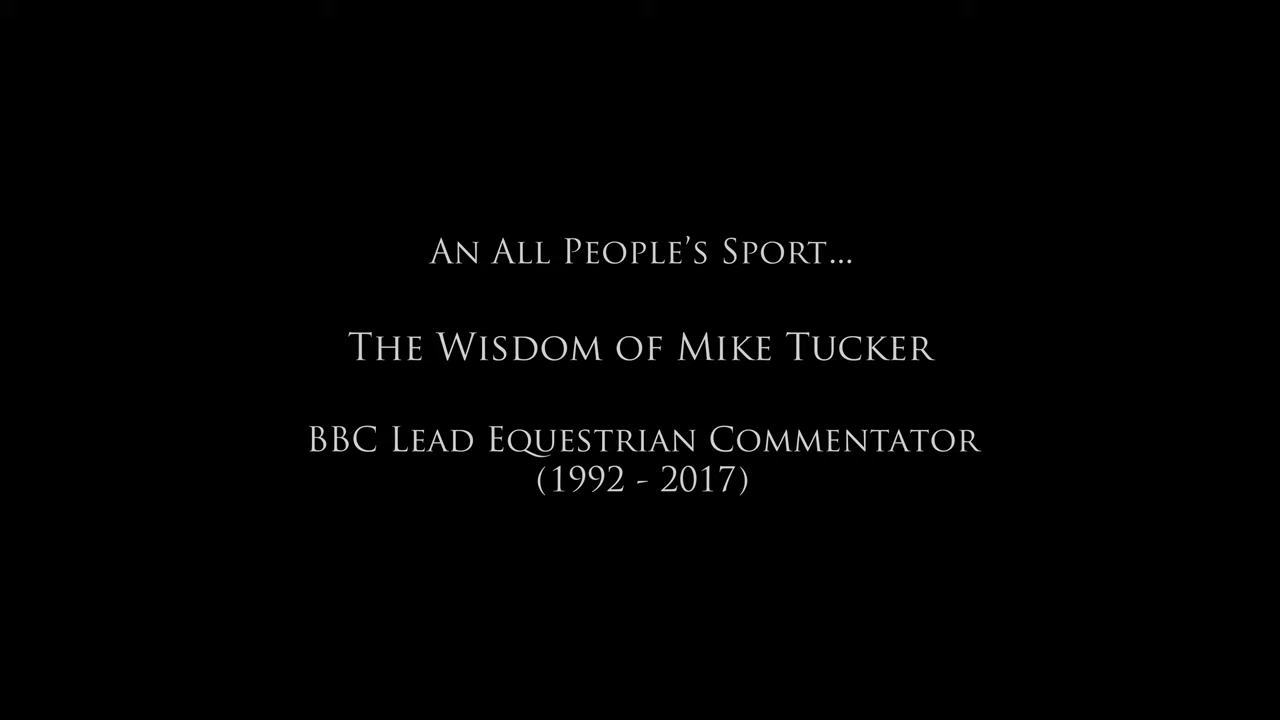 An All People’s Sport...
The Wisdom of Mike Tucker
BBC Lead Equestrian Commentator
(1992 - 2017)